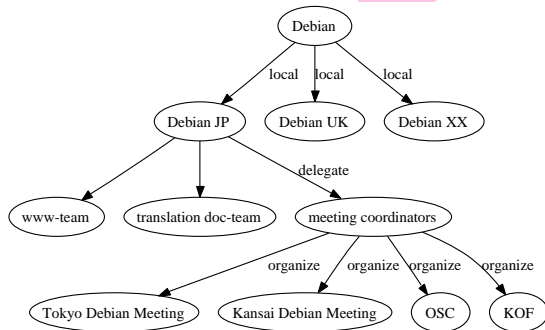 Debian
local local local
Debian JP Debian UK Debian XX
delegate
www-team translation doc-team meeting coordinators
organize organize organize organize
Tokyo Debian Meeting Kansai Debian Meeting OSC KOF